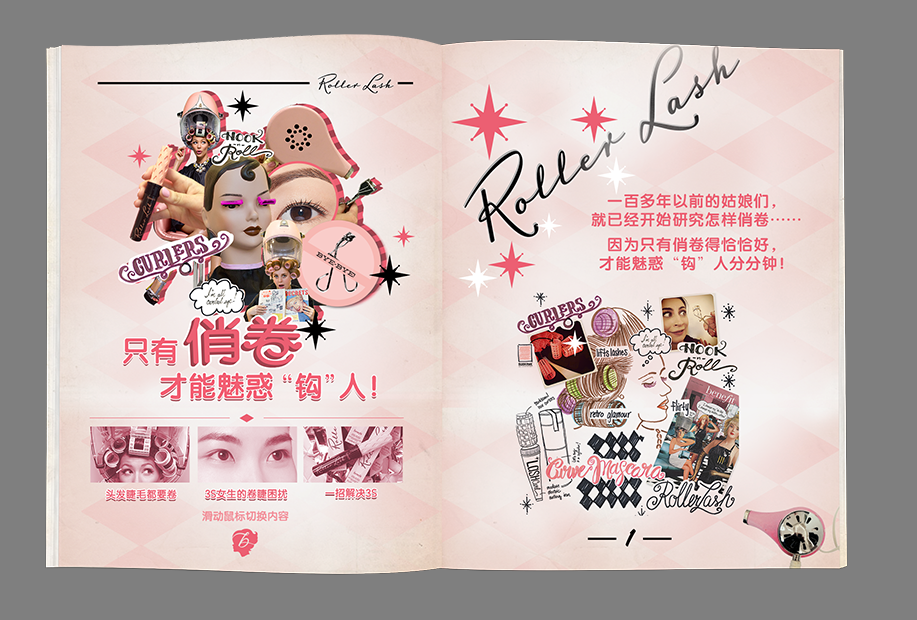 Roller Lash
HOOK
'n'
Roll
CURLERS
BYE-BYE!
I'm all
curled up!
只有俏卷
才能魅惑“钩”人!
头发睫毛都要卷
3S女生的卷睫困扰
一招解决3S
滑动鼠标切换内容
b
Roller Lash
一百多年以前的姑娘们，
就已经开始研究怎样俏卷……
因为只有俏卷得恰恰好，
才能魅惑“钩”人分分钟！
CURLERS
lifts lashes
I'm all
curled up!
HOOK
'n'
Roll
retro glamour
flirty
benefit
LASH
Curve Mascara
RollerLash
1